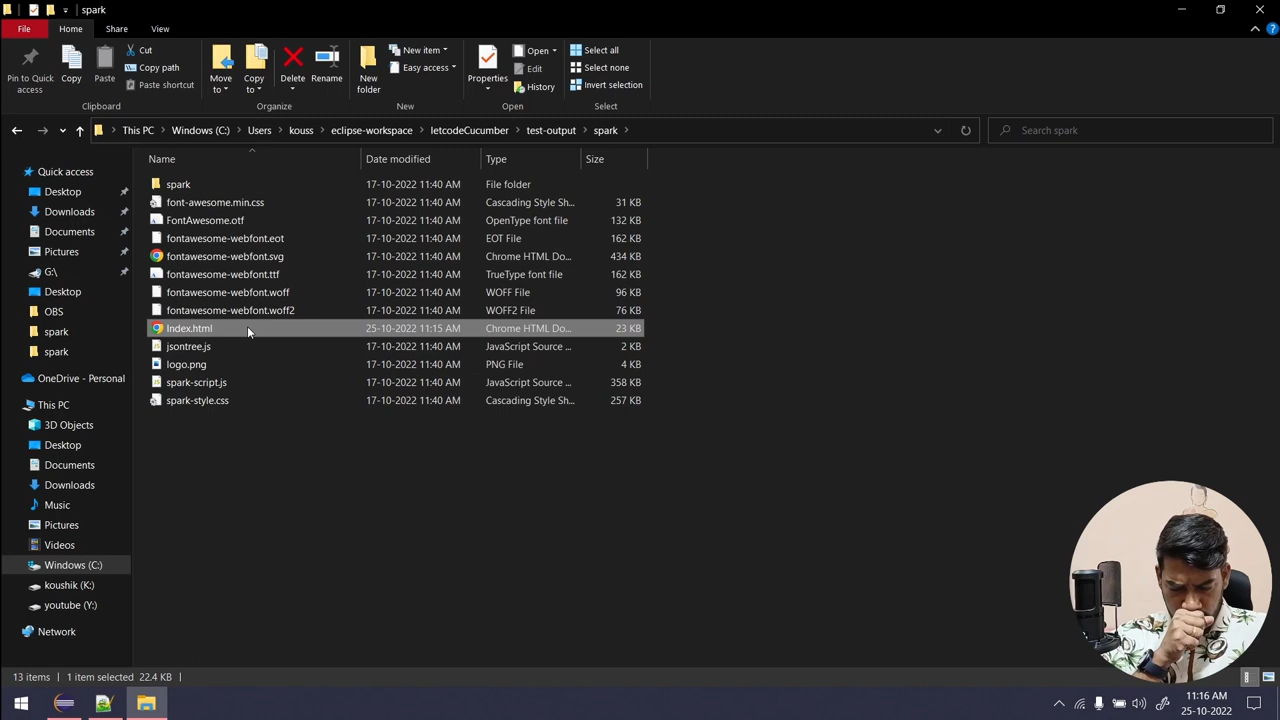 spark
File
Home
Share
View
Pin to Quick access
Copy
Paste
Cut
Copy path
Paste shortcut
Clipboard
Move to
Copy to
Delete
Rename
Organize
New folder
New item
Easy access
New
Properties
Open
Edit
History
Open
Select all
Select none
Invert selection
Select
This PC > Windows (C:) > Users > kouss > eclipse-workspace > letcodeCucumber > test-output > spark >
Search spark
Name Date modified Type Size
spark 17-10-2022 11:40 AM File folder
font-awesome.min.css 17-10-2022 11:40 AM Cascading Style Sh... 31 KB
FontAwesome.otf 17-10-2022 11:40 AM OpenType font file 132 KB
fontawesome-webfont.eot 17-10-2022 11:40 AM EOT File 162 KB
fontawesome-webfont.svg 17-10-2022 11:40 AM Chrome HTML Do... 434 KB
fontawesome-webfont.ttf 17-10-2022 11:40 AM TrueType font file 162 KB
fontawesome-webfont.woff 17-10-2022 11:40 AM WOFF File 96 KB
fontawesome-webfont.woff2 17-10-2022 11:40 AM WOFF2 File 76 KB
Index.html 25-10-2022 11:15 AM Chrome HTML Do... 23 KB
jsontree.js 17-10-2022 11:40 AM JavaScript Source ... 2 KB
logo.png 17-10-2022 11:40 AM PNG File 4 KB
spark-script.js 17-10-2022 11:40 AM JavaScript Source ... 358 KB
spark-style.css 17-10-2022 11:40 AM Cascading Style Sh... 257 KB
Quick access
Desktop
Downloads
Documents
Pictures
G:\
Desktop
OBS
spark
spark
OneDrive - Personal
This PC
3D Objects
Desktop
Documents
Downloads
Music
Pictures
Videos
Windows (C:)
koushik (K:)
youtube (Y:)
Network
13 items
1 item selected 22.4 KB
11:16 AM
25-10-2022